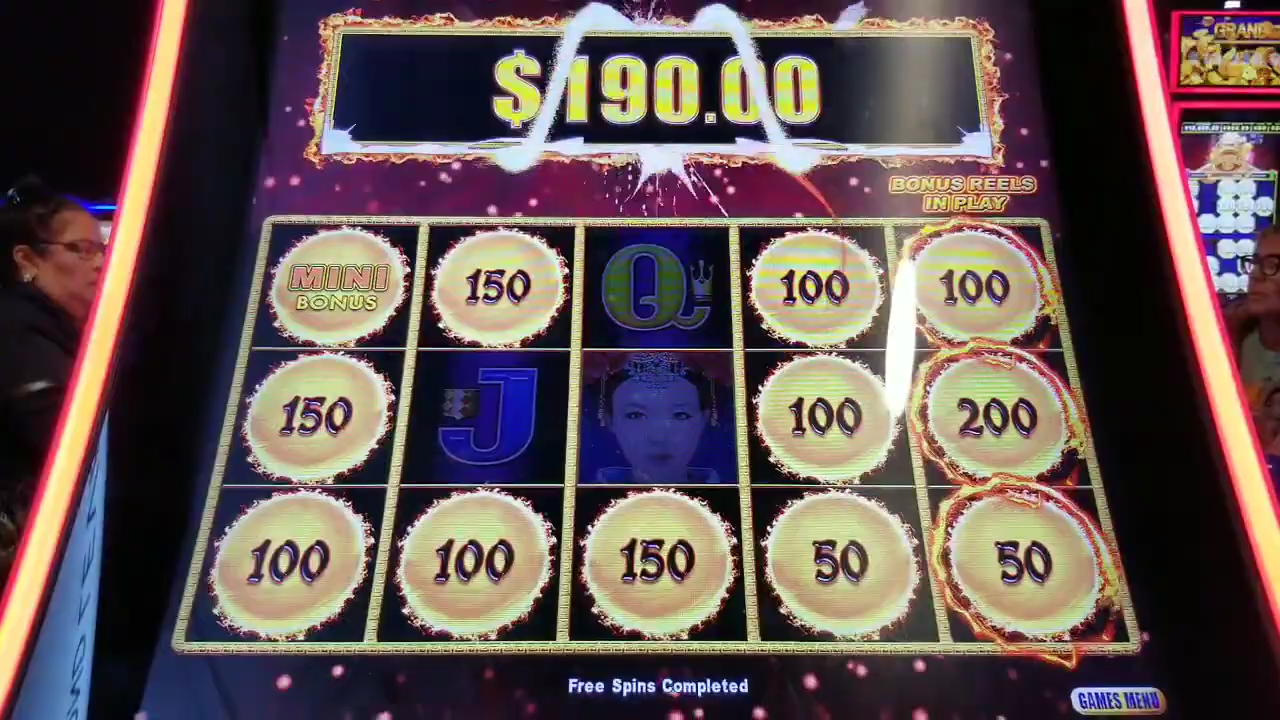 $190.00
GRAND
BONUS REELS
IN PLAY
MINI
BONUS
150
Q
100
100
150
J
100
200
100
100
150
50
50
Free Spins Completed
GAMES MENU